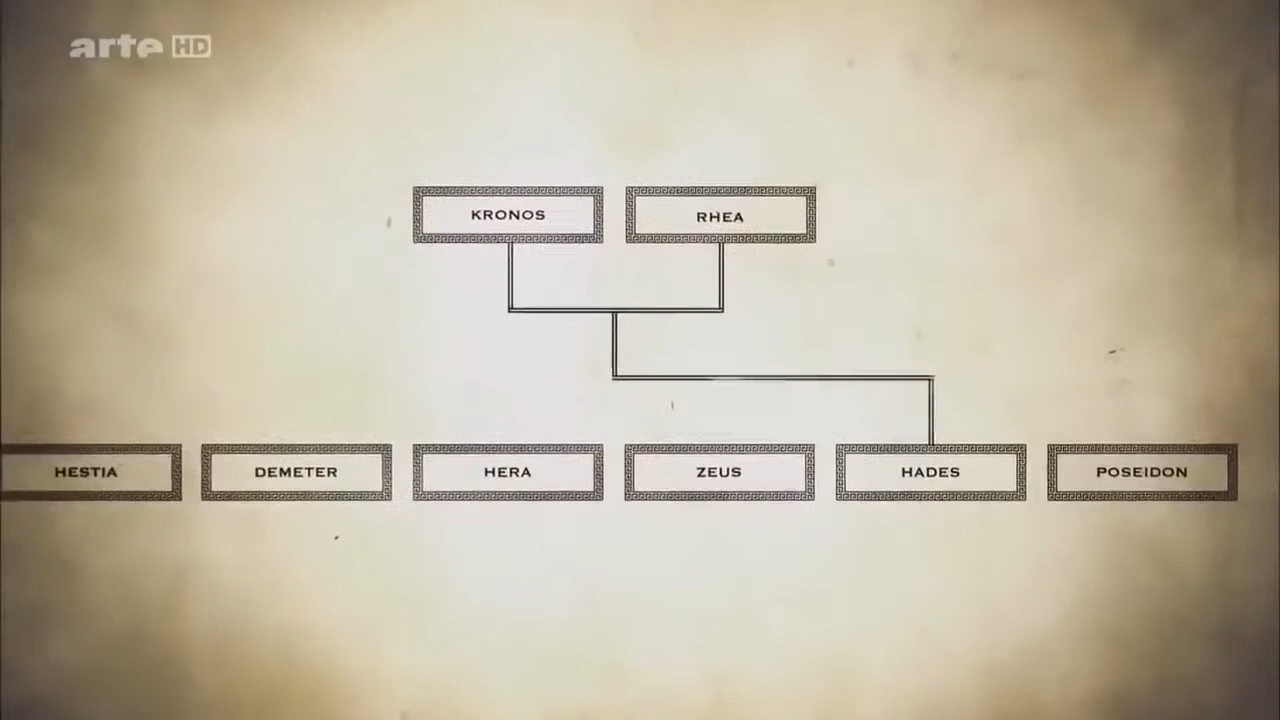 arte HD
KRONOS
RHEA
HESTIA
DEMETER
HERA
ZEUS
HADES
POSEIDON